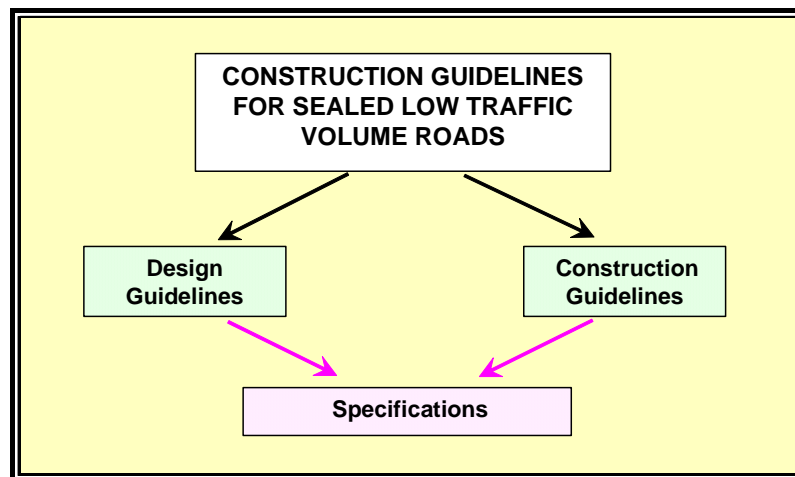 CONSTRUCTION GUIDELINES
FOR SEALED LOW TRAFFIC
VOLUME ROADS
Design
Guidelines
Construction
Guidelines
Specifications